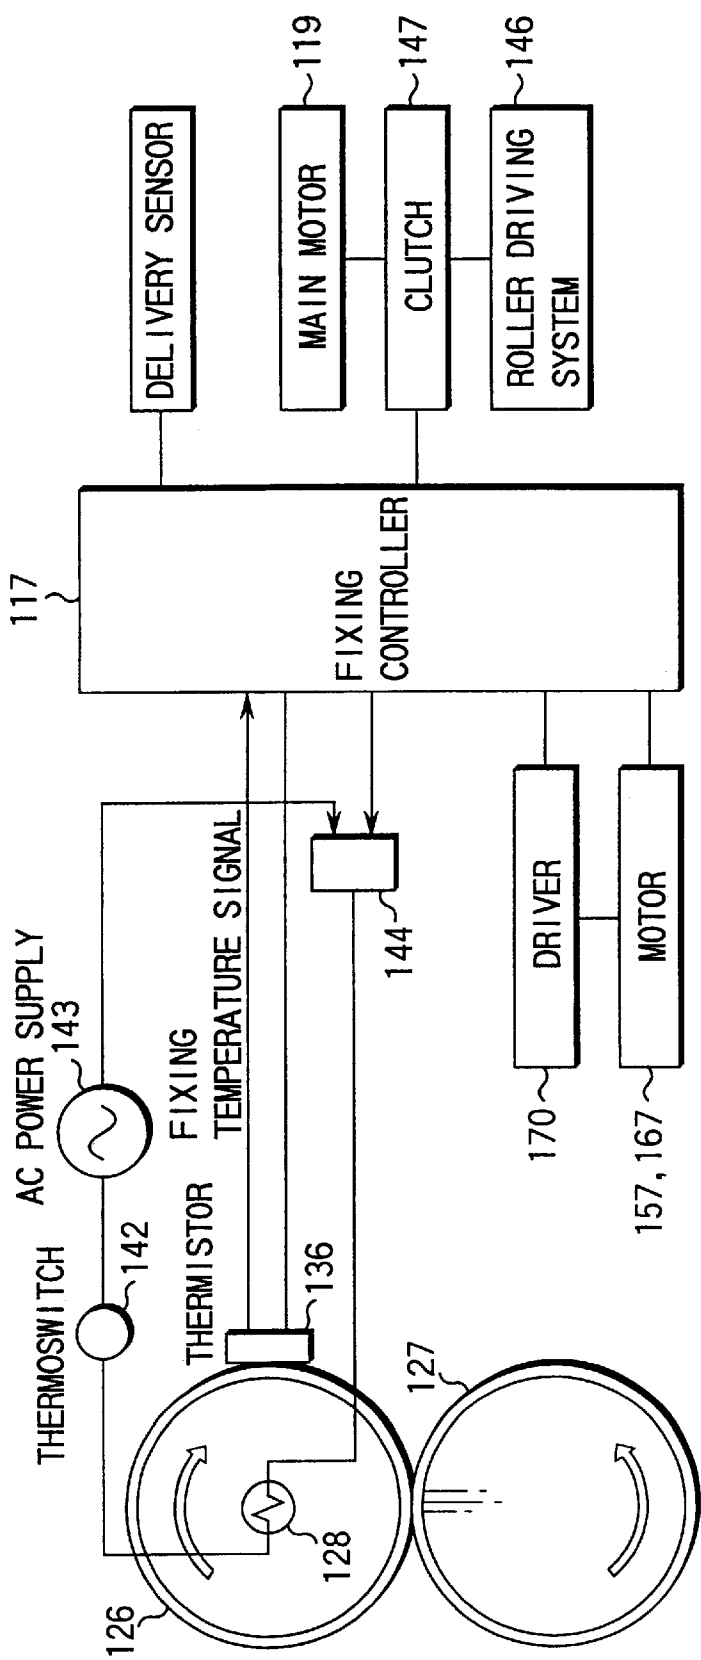 THERMOSWITCH
142
AC POWER SUPPLY
143
117
DELIVERY SENSOR
THERMISTOR
136
FIXING
TEMPERATURE SIGNAL
144
FIXING
CONTROLLER
MAIN MOTOR
119
CLUTCH
147
ROLLER DRIVING
SYSTEM
146
126
128
127
DRIVER
170
MOTOR
157, 167